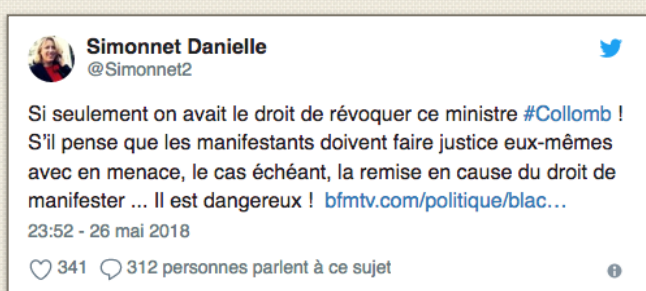 Simonnet Danielle
@Simonnet2
Si seulement on avait le droit de révoquer ce ministre #Collomb !
S'il pense que les manifestants doivent faire justice eux-mêmes
avec en menace, le cas échéant, la remise en cause du droit de
manifester ... Il est dangereux ! bfmtv.com/politique/blac…
23:52 - 26 mai 2018
341 312 personnes parlent à ce sujet